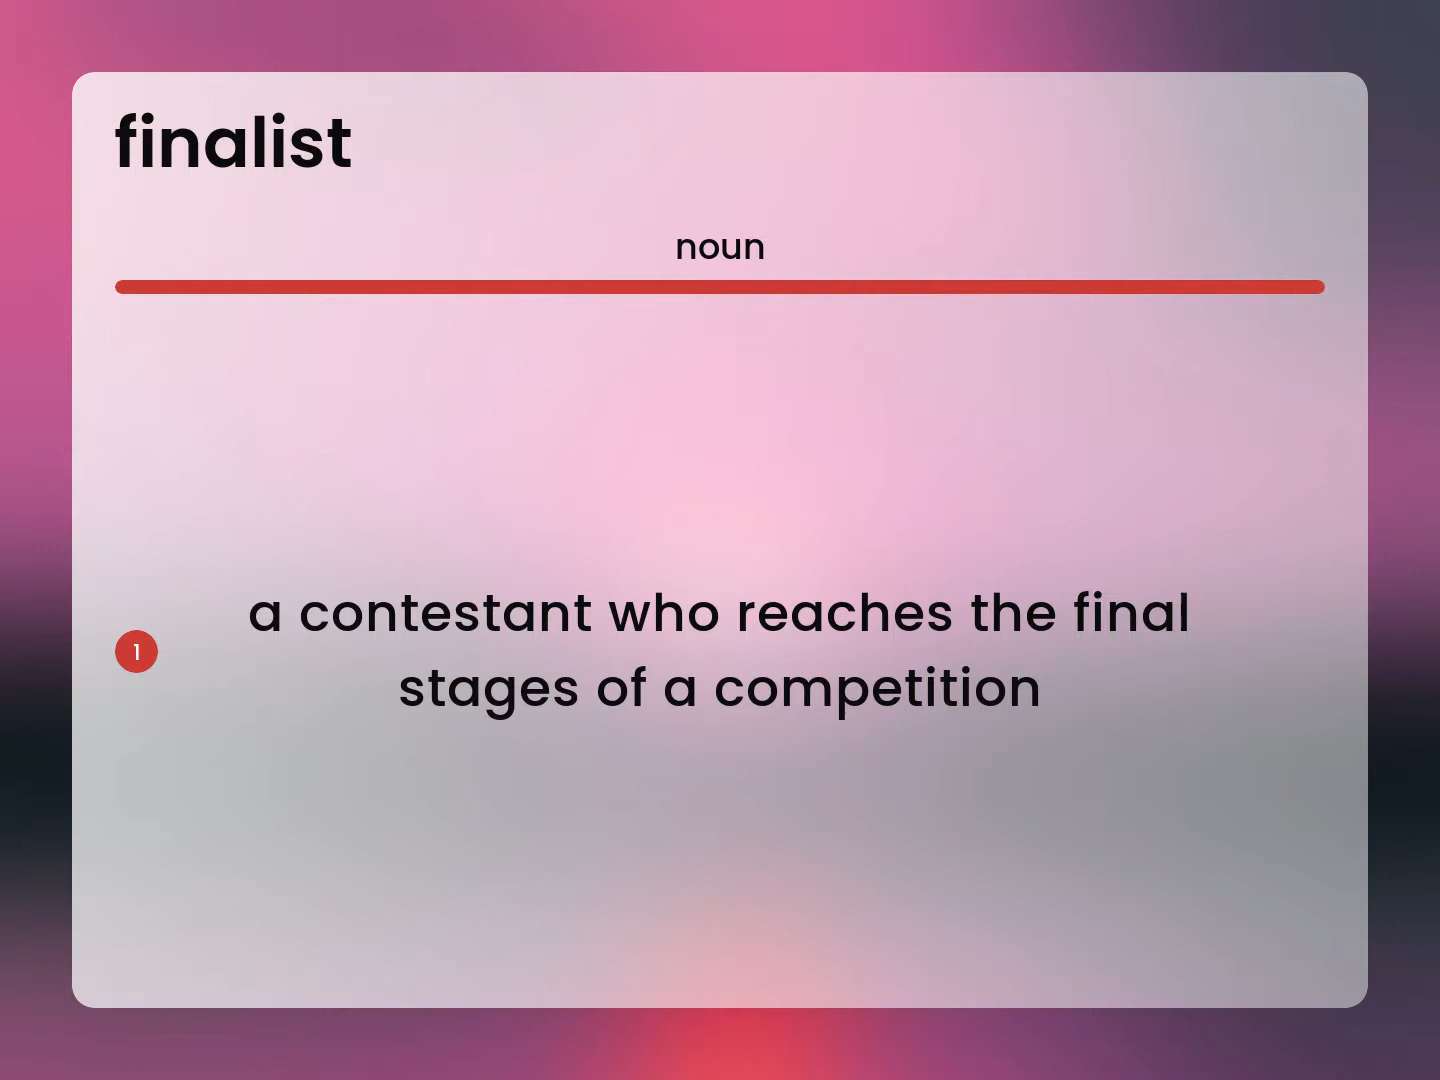 finalist
noun
1
a contestant who reaches the final
stages of a competition